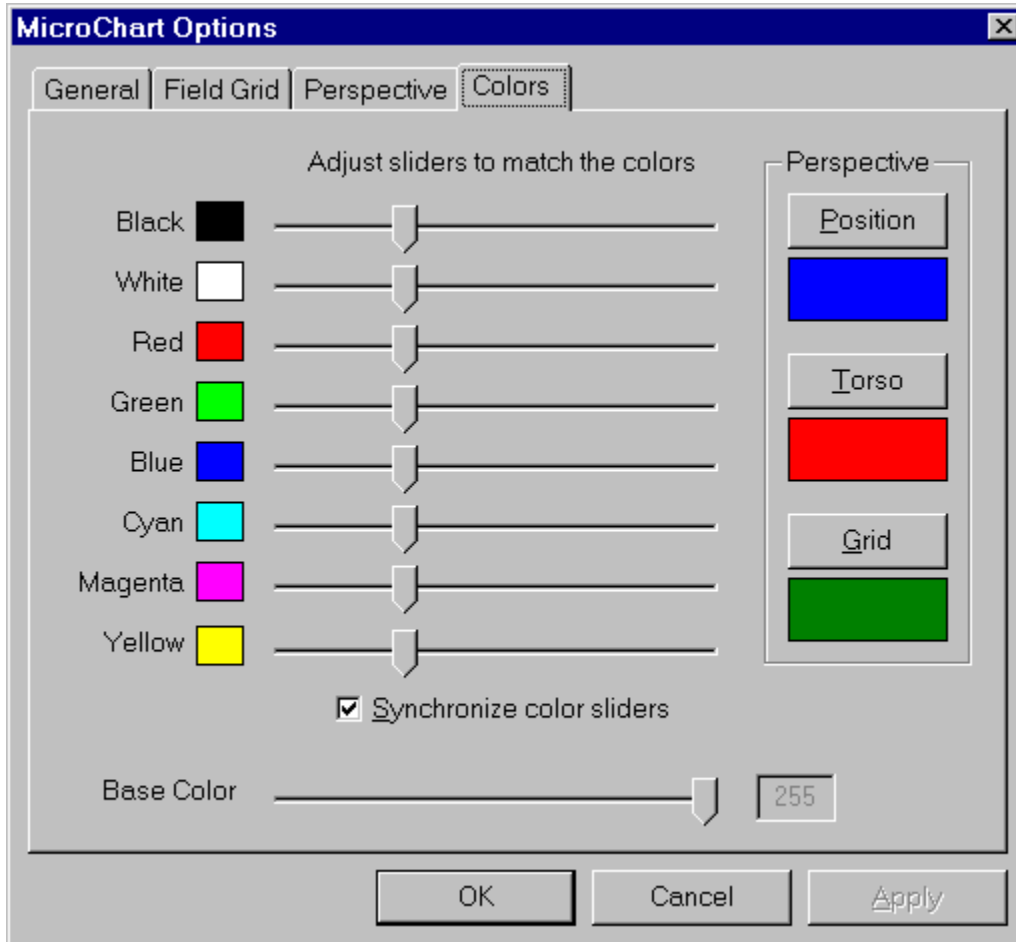 MicroChart Options
General Field Grid Perspective Colors
Adjust sliders to match the colors
Black
White
Red
Green
Blue
Cyan
Magenta
Yellow
Synchronize color sliders
Base Color 255
Perspective
Position
Torso
Grid
OK Cancel Apply